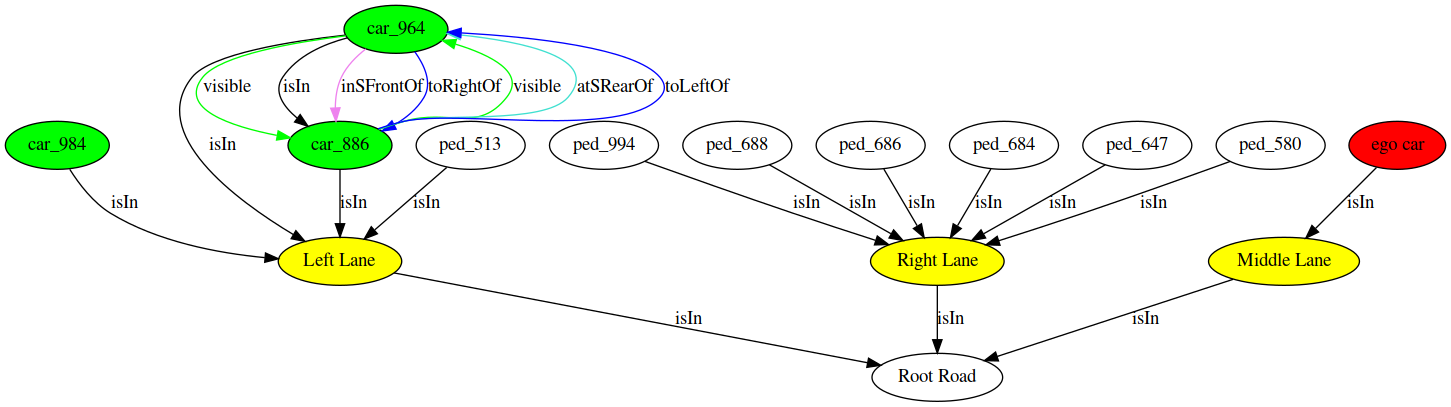 car_964
visible
isIn
inSFrontOf
toRightOf
visible
atSRearOf
toLeftOf
isIn
car_984
car_886
ped_513
ped_994
ped_688
ped_686
ped_684
ped_647
ped_580
ego car
isIn
isIn
isIn
isIn
isIn
isIn
isIn
isIn
isIn
isIn
Left Lane
Right Lane
Middle Lane
isIn
isIn
isIn
Root Road